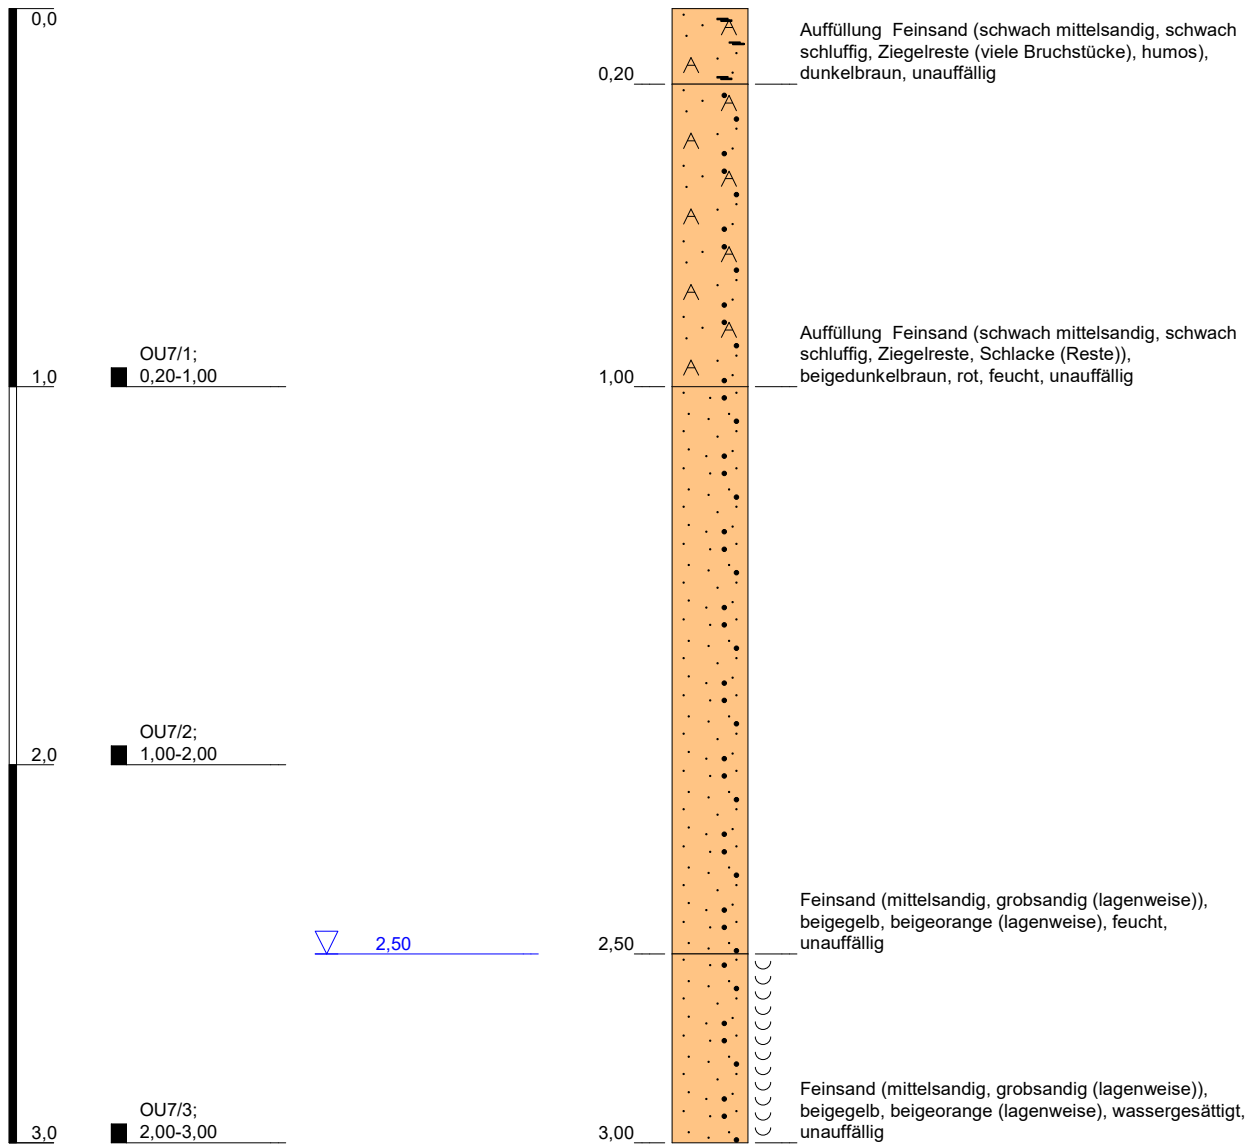 0,0
Auffüllung Feinsand (schwach mittelsandig, schwach
schluffig, Ziegelreste (viele Bruchstücke), humos),
dunkelbraun, unauffällig
0,20
A
A
A
A
A
A
A
A
A
A
Auffüllung Feinsand (schwach mittelsandig, schwach
schluffig, Ziegelreste, Schlacke (Reste)),
beigedunkelbraun, rot, feucht, unauffällig
OU7/1;
0,20-1,00
1,0
1,00
OU7/2;
1,00-2,00
2,0
Feinsand (mittelsandig, grobsandig (lagenweise)),
beigegelb, beigeorange (lagenweise), feucht,
unauffällig
2,50
2,50
Feinsand (mittelsandig, grobsandig (lagenweise)),
beigegelb, beigeorange (lagenweise), wassergesättigt,
unauffällig
OU7/3;
2,00-3,00
3,0
3,00